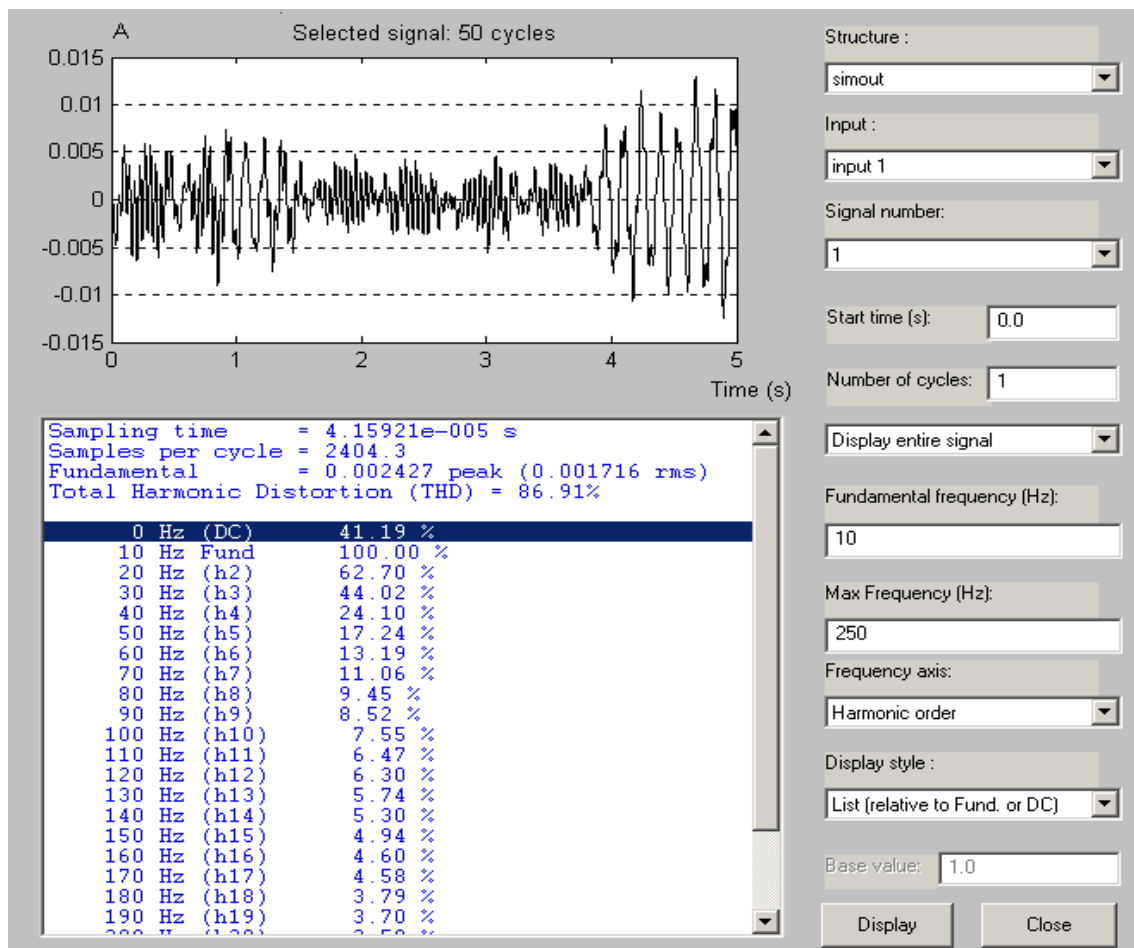 A
Selected signal: 50 cycles
0.015
0.01
0.005
0
-0.005
-0.01
-0.015
0 1 2 3 4 5
Time (s)
Sampling time = 4.15921e-005 s
Samples per cycle = 2404.3
Fundamental = 0.002427 peak (0.001716 rms)
Total Harmonic Distortion (THD) = 86.91%
0 Hz (DC) 41.19 %
10 Hz Fund 100.00 %
20 Hz (h2) 62.70 %
30 Hz (h3) 44.02 %
40 Hz (h4) 24.10 %
50 Hz (h5) 17.24 %
60 Hz (h6) 13.19 %
70 Hz (h7) 11.06 %
80 Hz (h8) 9.45 %
90 Hz (h9) 8.52 %
100 Hz (h10) 7.55 %
110 Hz (h11) 6.47 %
120 Hz (h12) 6.30 %
130 Hz (h13) 5.74 %
140 Hz (h14) 5.30 %
150 Hz (h15) 4.94 %
160 Hz (h16) 4.60 %
170 Hz (h17) 4.58 %
180 Hz (h18) 3.79 %
190 Hz (h19) 3.70 %
Structure :
simout
Input :
input 1
Signal number:
1
Start time (s): 0.0
Number of cycles: 1
Display entire signal
Fundamental frequency (Hz):
10
Max Frequency (Hz):
250
Frequency axis:
Harmonic order
Display style :
List (relative to Fund. or DC)
Base value: 1.0
Display Close